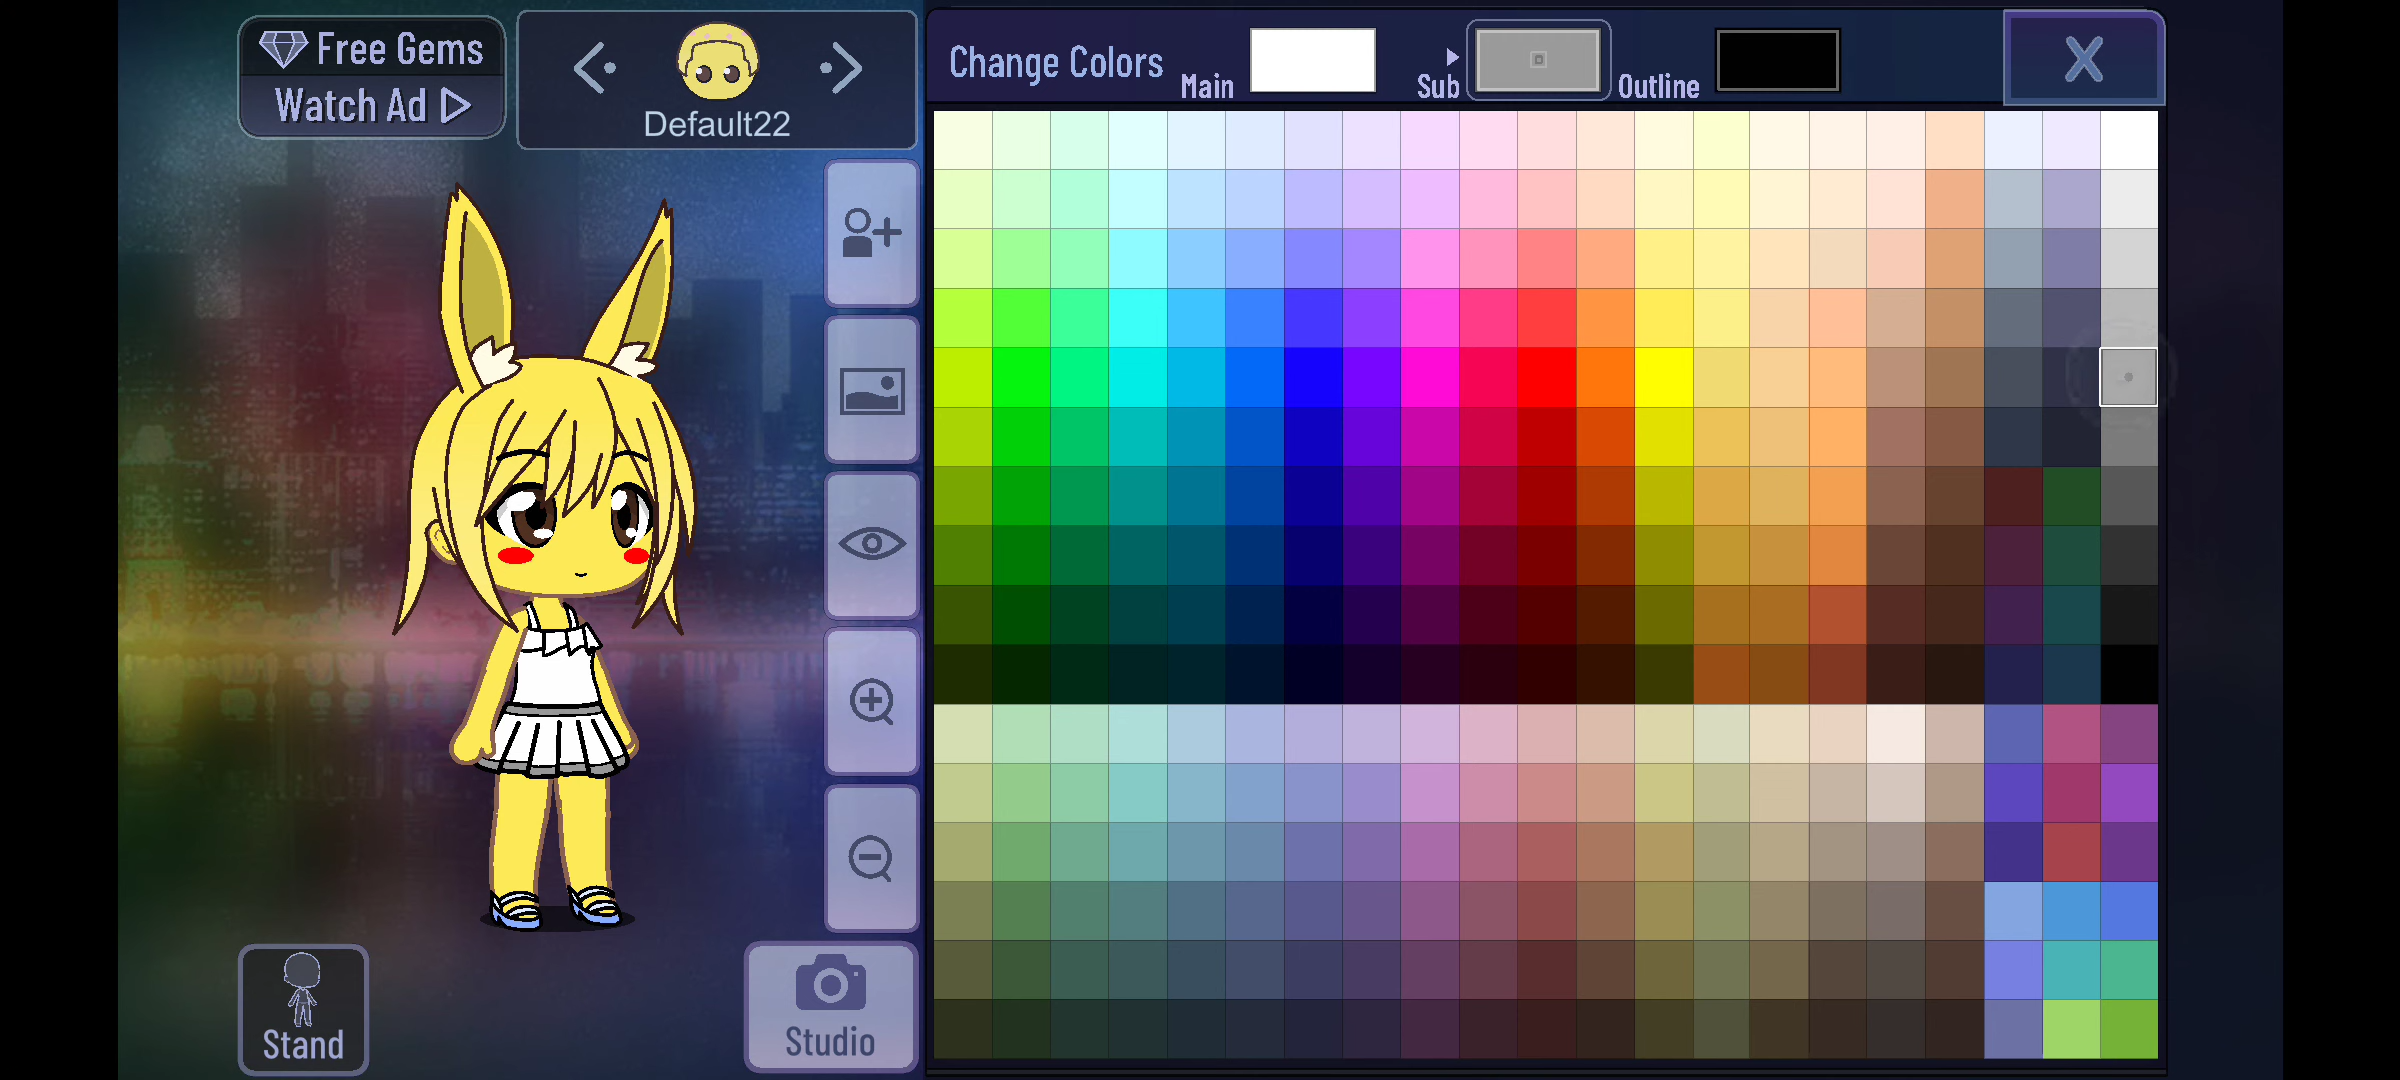 Free Gems
Watch Ad
Default22
Change Colors
Main
Sub
Outline
X
Stand
Studio